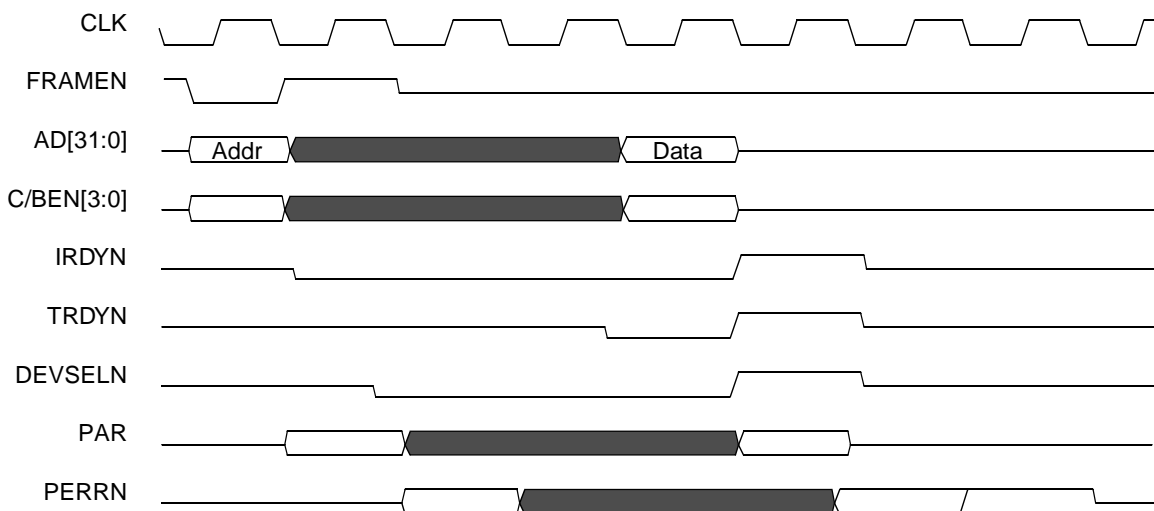 CLK
FRAMEN
AD[31:0]
Addr
Data
C/BEN[3:0]
IRDYN
TRDYN
DEVSELN
PAR
PERRN